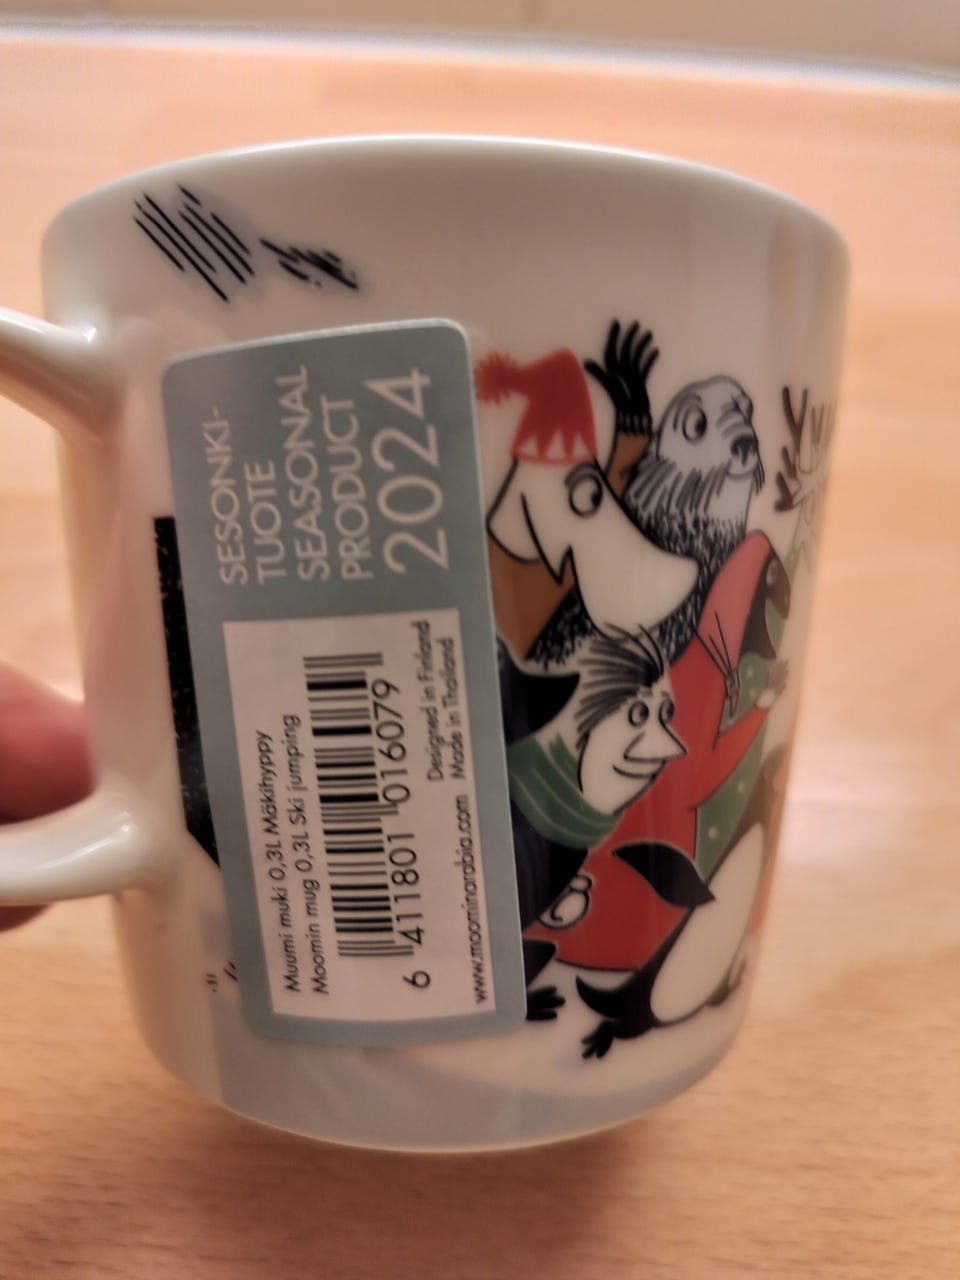 SESONKI-
TUOTE
SEASONAL
PRODUCT
2024
Muumi muki 0,3L Mäkihyppy
Moomin mug 0,3L Ski jumping
6 411801 016079
Designed in Finland
Made in Thailand
www.moominarabia.com